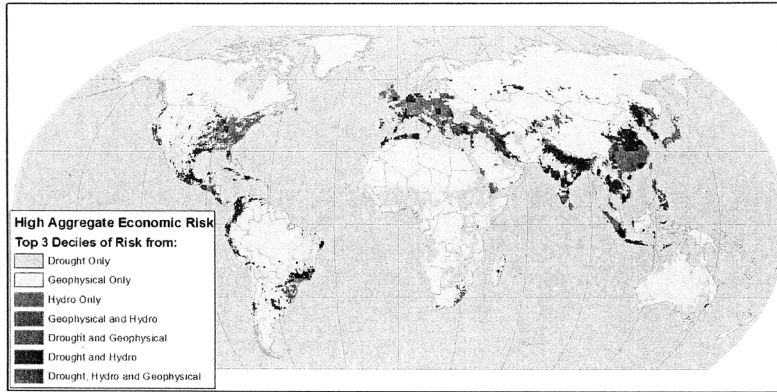 High Aggregate Economic Risk
Top 3 Deciles of Risk from:
Drought Only
Geophysical Only
Hydro Only
Geophysical and Hydro
Drought and Geophysical
Drought and Hydro
Drought, Hydro and Geophysical